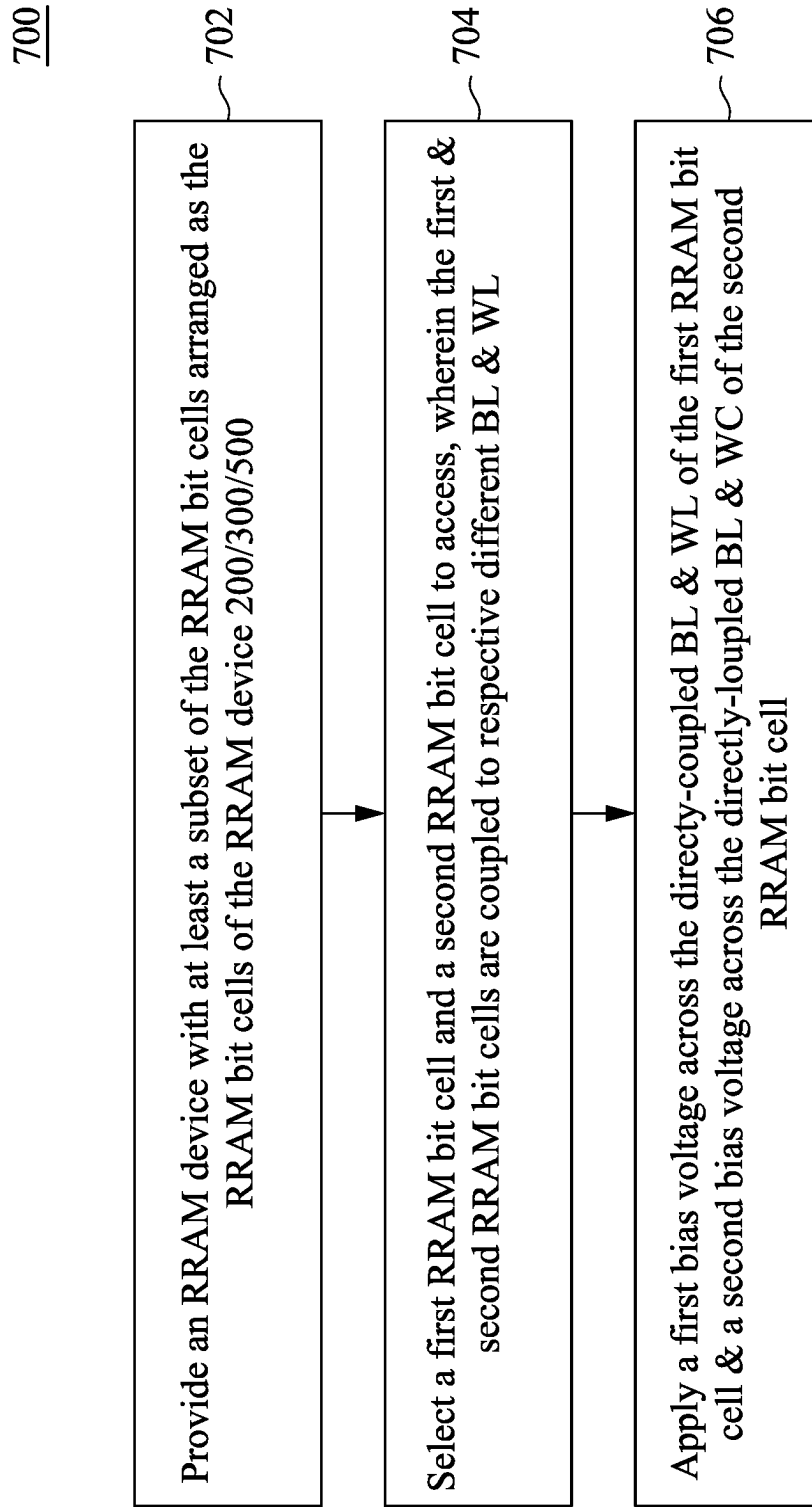 700
702
Provide an RRAM device with at least a subset of the RRAM bit cells arranged as the
RRAM bit cells of the RRAM device 200/300/500
704
Select a first RRAM bit cell and a second RRAM bit cell to access, wherein the first &
second RRAM bit cells are coupled to respective different BL & WL
706
Apply a first bias voltage across the directy-coupled BL & WL of the first RRAM bit
cell & a second bias voltage across the directly-loupled BL & WC of the second
RRAM bit cell